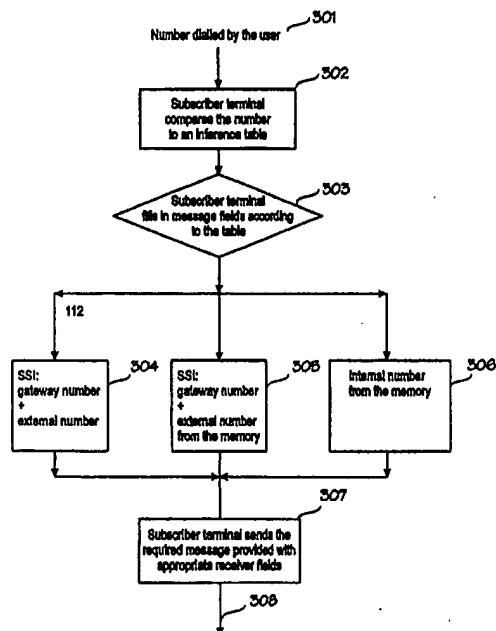 301
Number dialled by the user
302
Subscriber terminal
compares the number
to an inference table
303
Subscriber terminal
fills in message fields according
to the table
112
304
SSI:
gateway number
+
external number
305
SSI:
gateway number
+
external number
from the memory
306
Internal number
from the memory
307
Subscriber terminal sends the
required message provided with
appropriate receiver fields
308